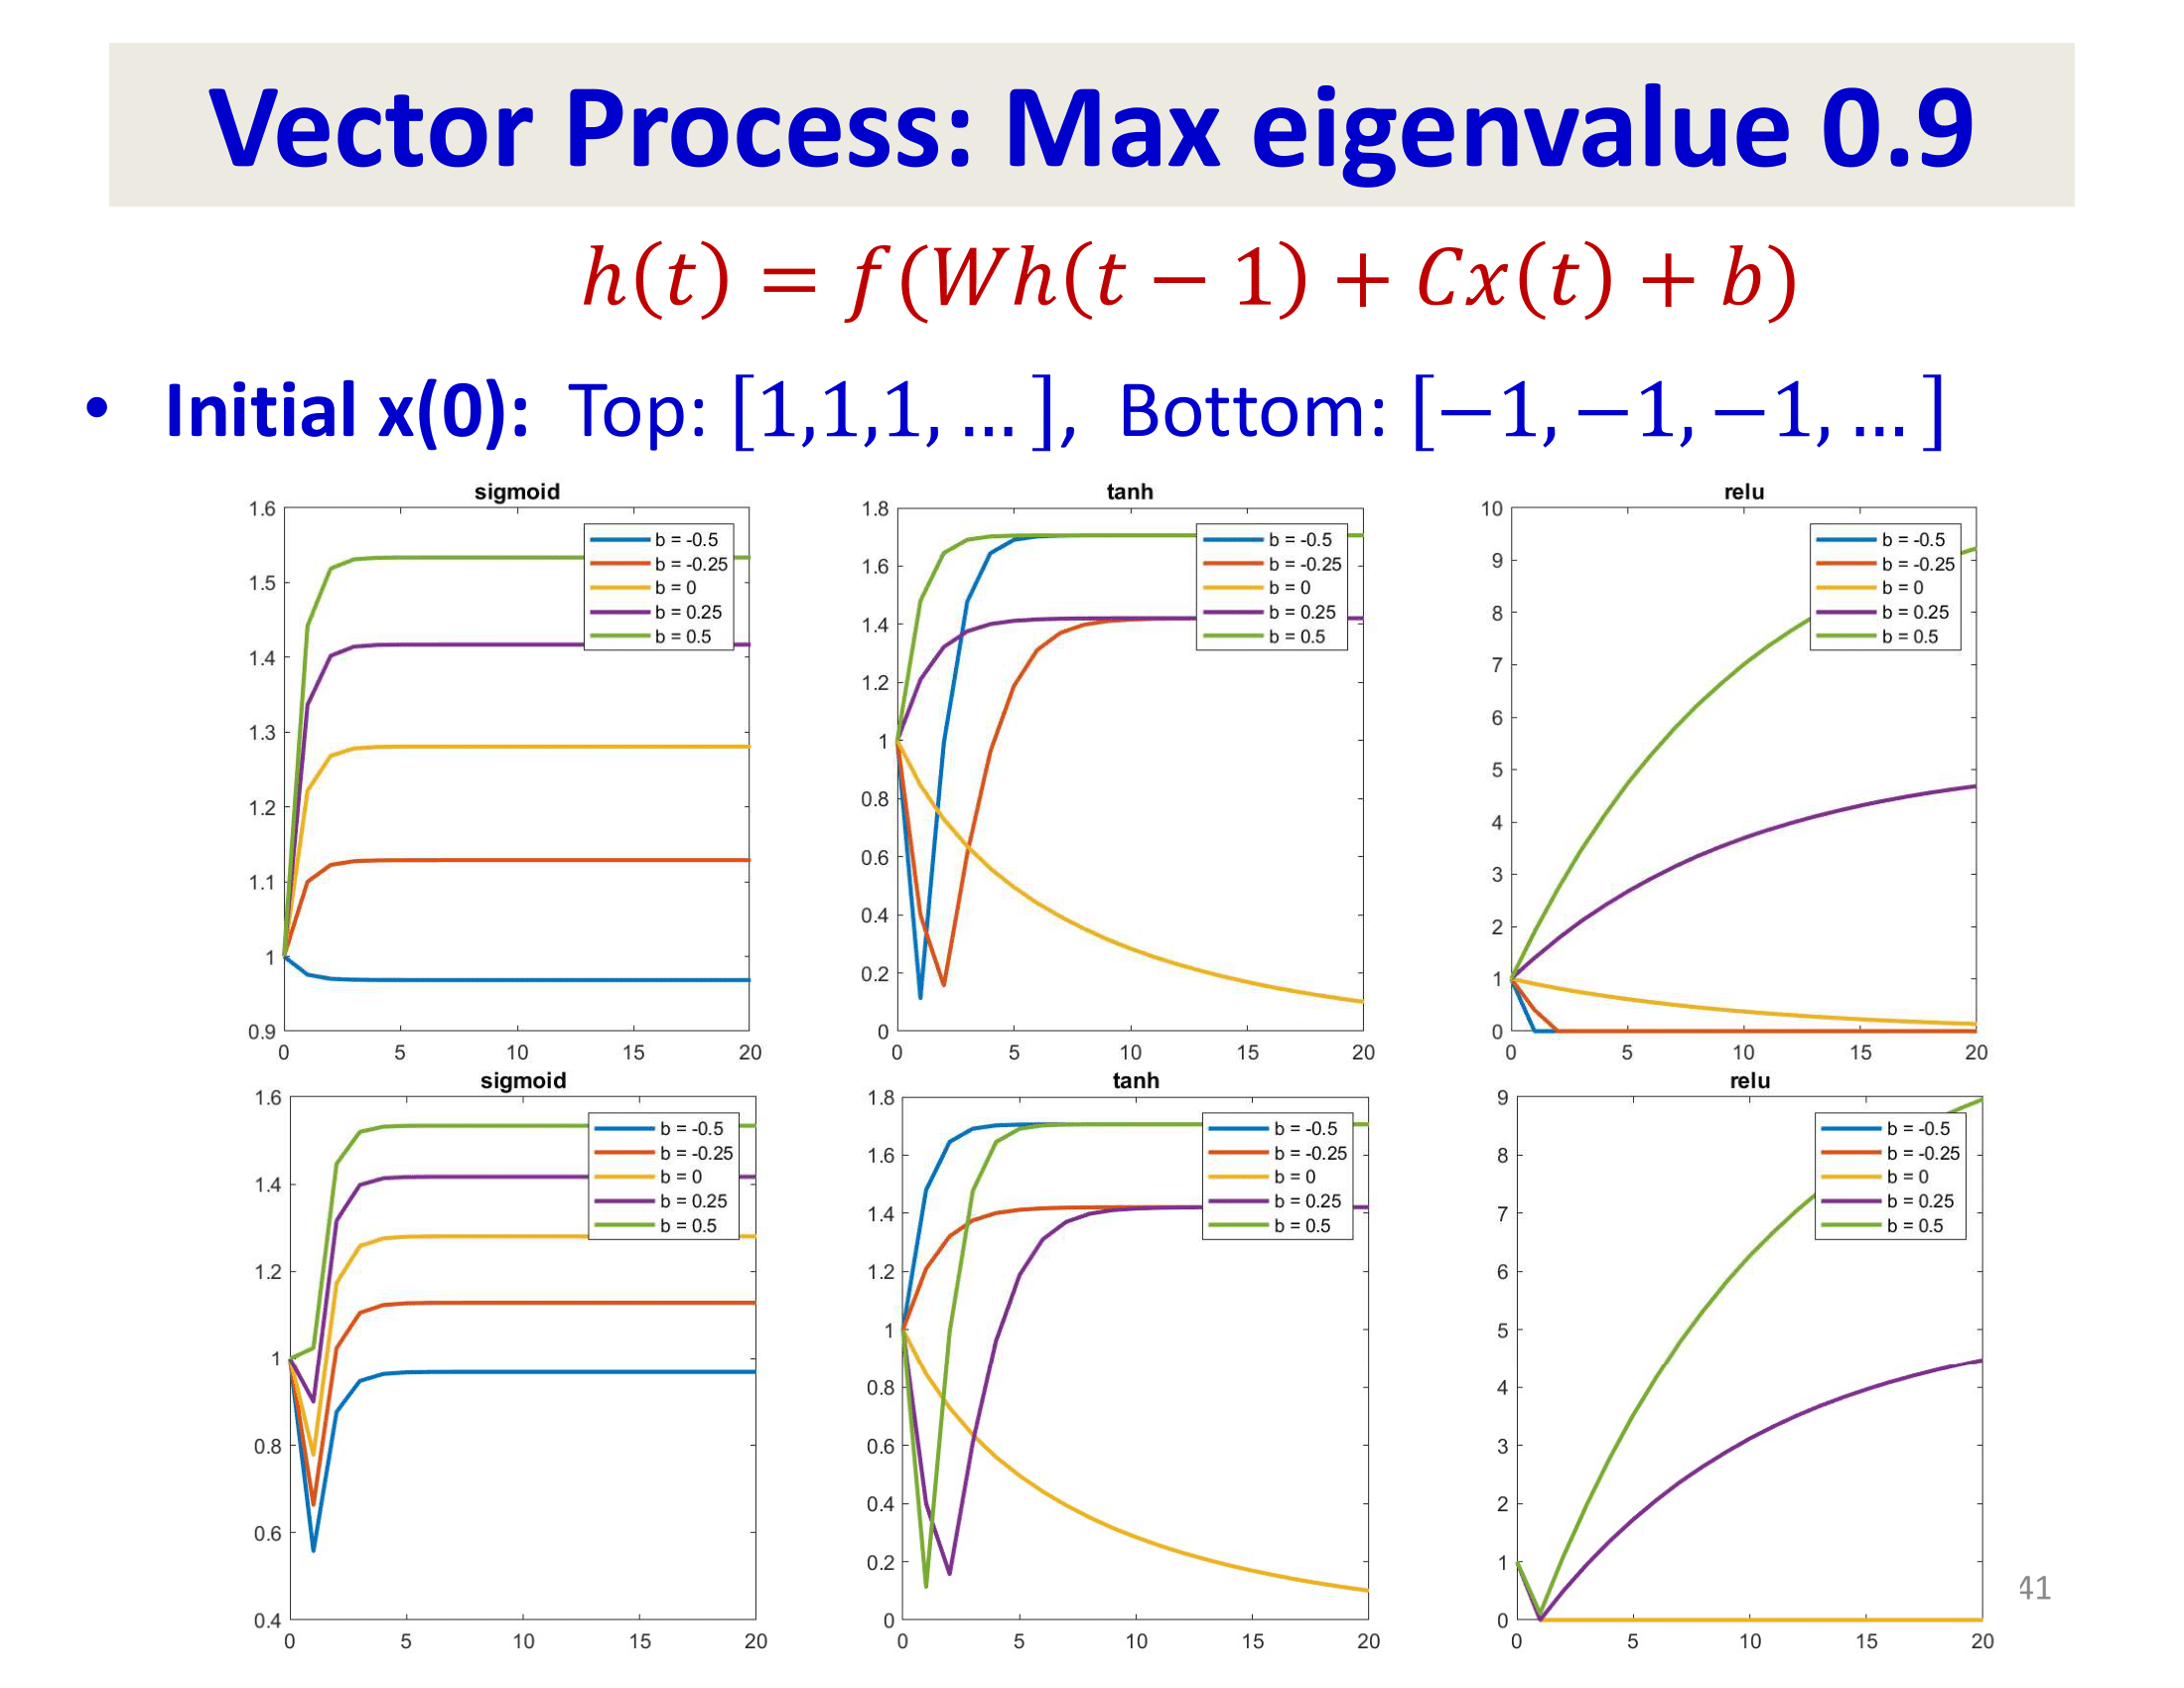 Vector Process: Max eigenvalue 0.9
h(t) = f(Wh(t − 1) + Cx(t) + b)
• Initial x(0): Top: [1,1,1, … ], Bottom: [−1, −1, −1, … ]
sigmoid
1.6
1.5
1.4
1.3
1.2
1.1
1
0.9
0 5 10 15 20
b = -0.5
b = -0.25
b = 0
b = 0.25
b = 0.5
tanh
1.8
1.6
1.4
1.2
1
0.8
0.6
0.4
0.2
0
0 5 10 15 20
b = -0.5
b = -0.25
b = 0
b = 0.25
b = 0.5
relu
10
9
8
7
6
5
4
3
2
1
0
0 5 10 15 20
b = -0.5
b = -0.25
b = 0
b = 0.25
b = 0.5
sigmoid
1.6
1.4
1.2
1
0.8
0.6
0.4
0 5 10 15 20
b = -0.5
b = -0.25
b = 0
b = 0.25
b = 0.5
tanh
1.8
1.6
1.4
1.2
1
0.8
0.6
0.4
0.2
0
0 5 10 15 20
b = -0.5
b = -0.25
b = 0
b = 0.25
b = 0.5
relu
9
8
7
6
5
4
3
2
1
0
0 5 10 15 20
b = -0.5
b = -0.25
b = 0
b = 0.25
b = 0.5
41